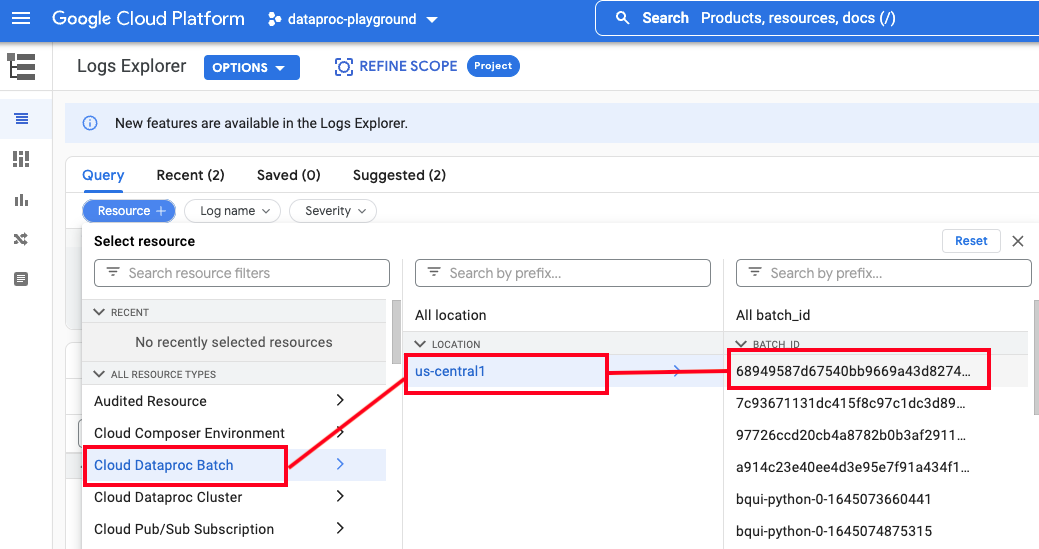 Google Cloud Platform
dataproc-playground
Search Products, resources, docs (/)
Logs Explorer
OPTIONS
REFINE SCOPE
Project
New features are available in the Logs Explorer.
Query
Recent (2)
Saved (0)
Suggested (2)
Resource
Log name
Severity
Select resource
Reset
Search resource filters
RECENT
No recently selected resources
ALL RESOURCE TYPES
Audited Resource
Cloud Composer Environment
Cloud Dataproc Batch
Cloud Dataproc Cluster
Cloud Pub/Sub Subscription
Search by prefix...
All location
LOCATION
us-central1
Search by prefix...
All batch_id
BATCH_ID
68949587d67540bb9669a43d8274...
7c93671131dc415f8c97c1dc3d89...
97726ccd20cb4a8782b0b3af2911...
a914c23e40ee4d3e95e7f91a434f1...
bqui-python-0-1645073660441
bqui-python-0-1645074875315